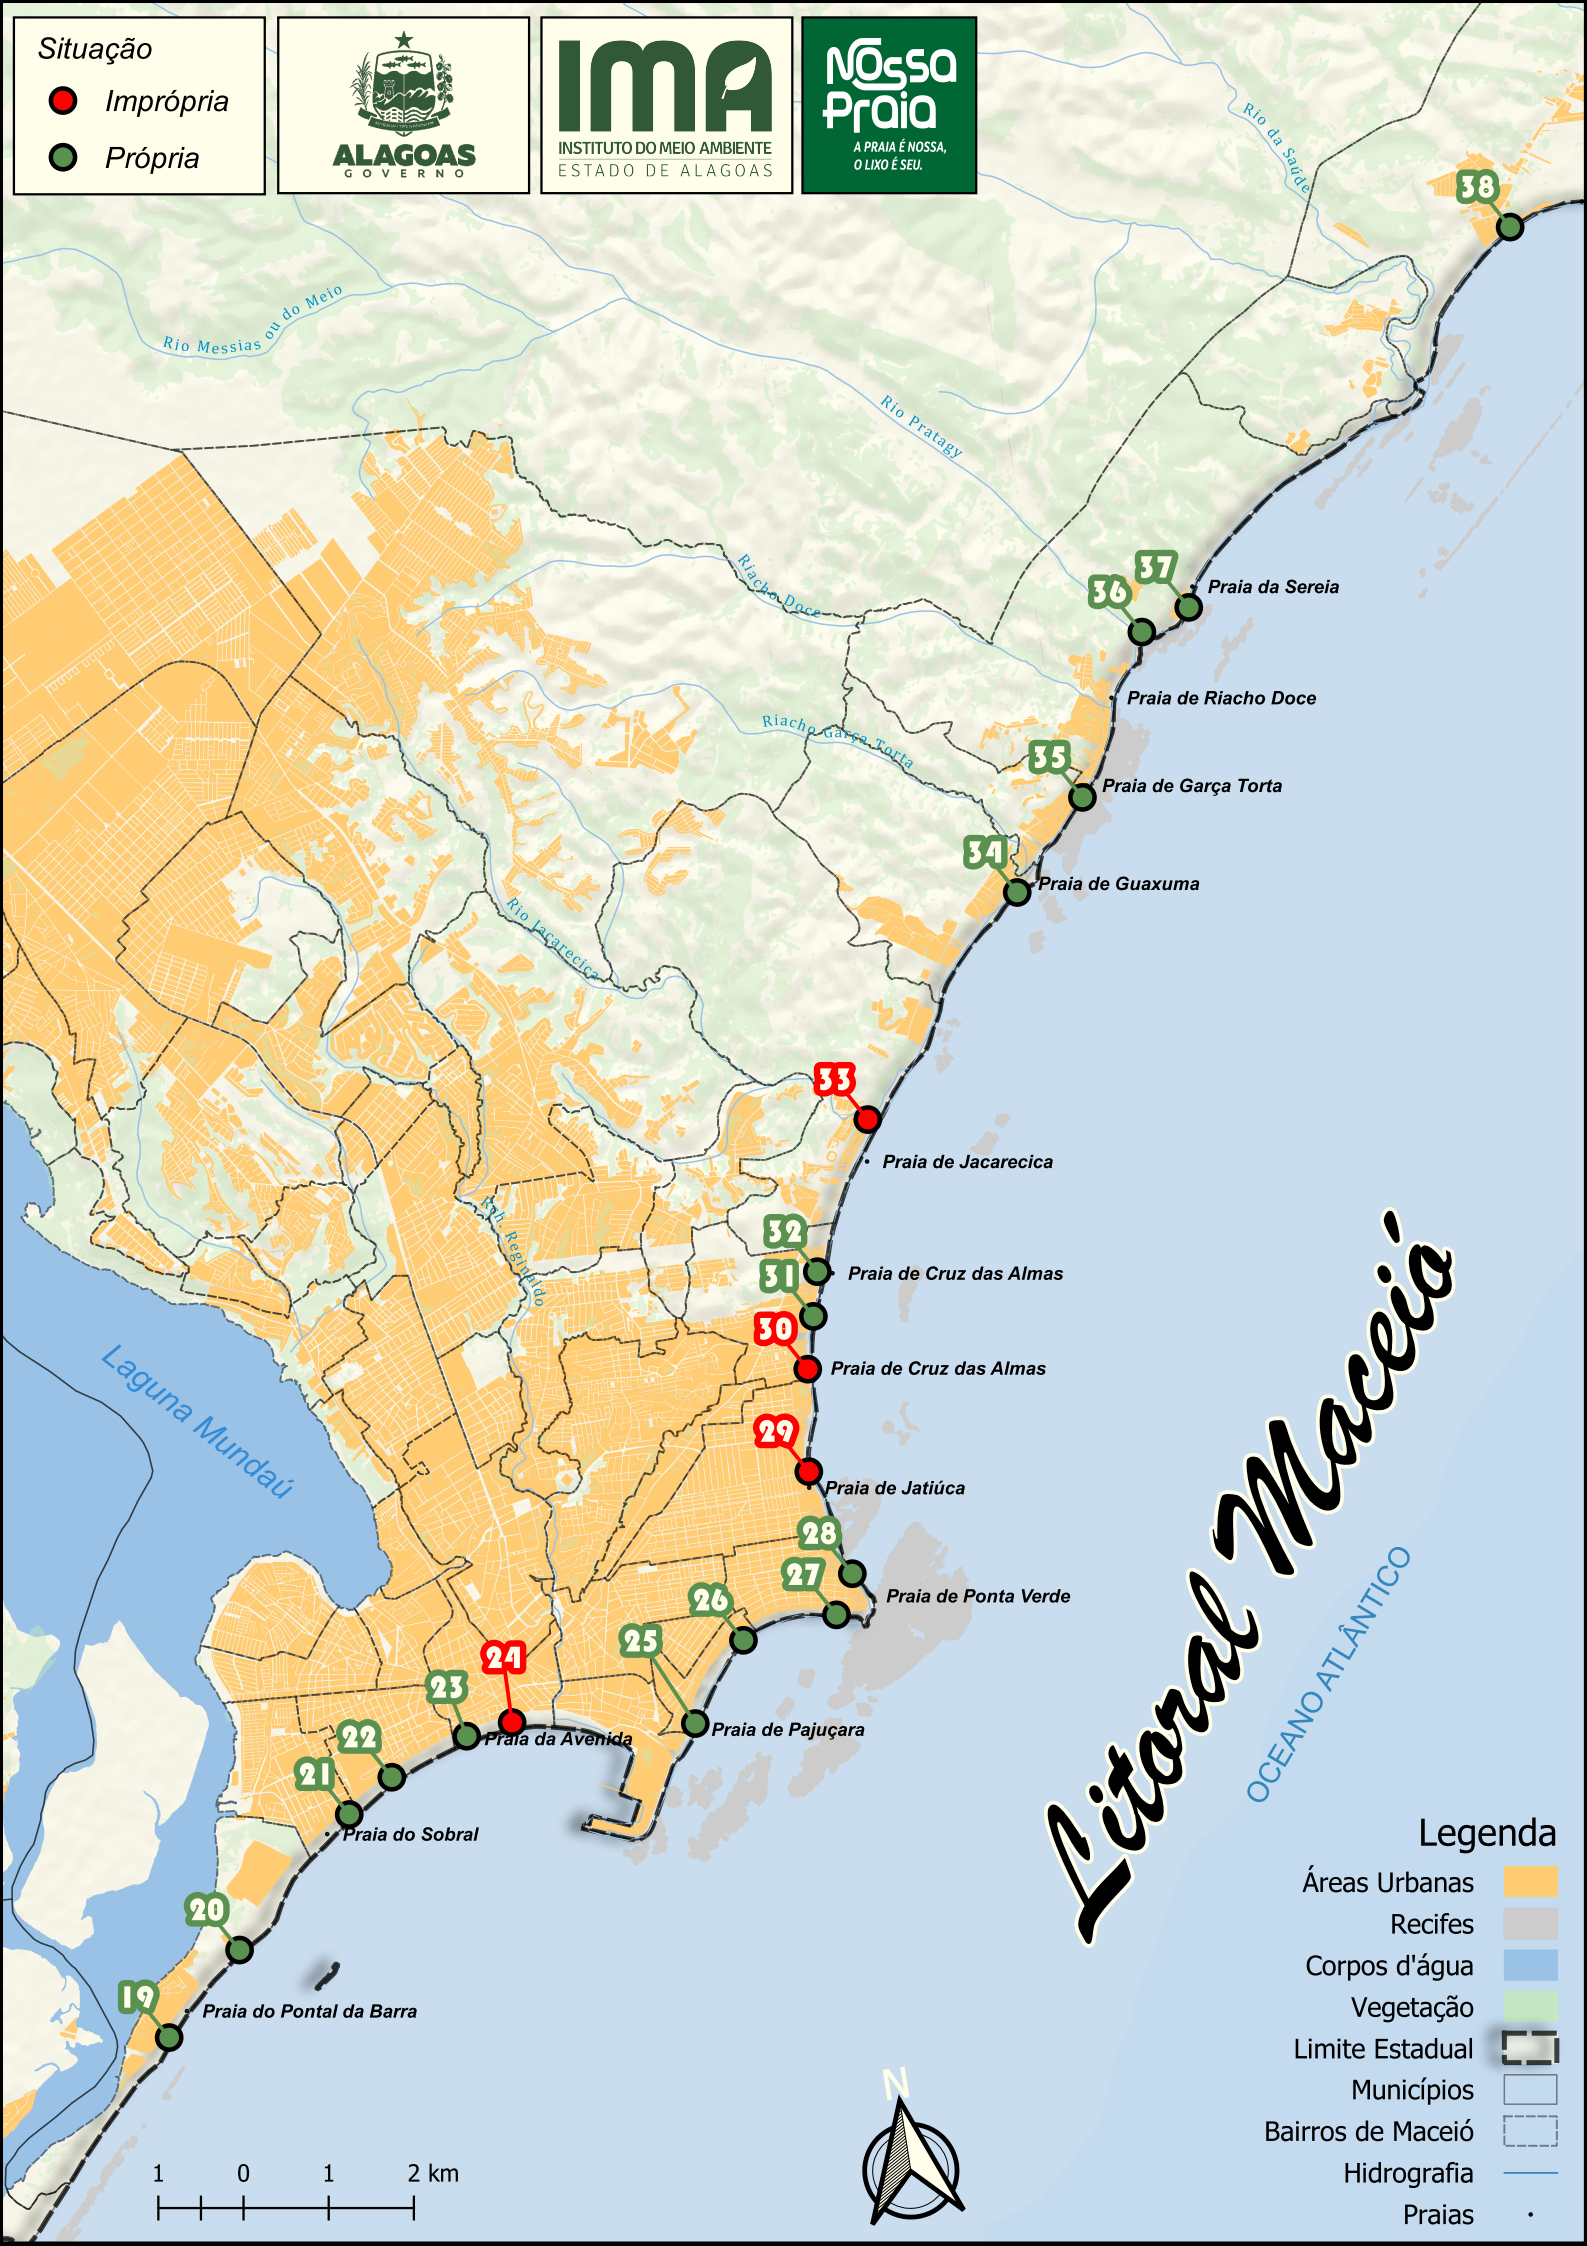 Situação
Imprópria
Própria
ALAGOAS
GOVERNO
IMA
INSTITUTO DO MEIO AMBIENTE
ESTADO DE ALAGOAS
Nossa
Praia
A PRAIA É NOSSA,
O LIXO É SEU.
Rio da Saúde
38
Rio Messias ou do Meio
Rio Pratagy
Riacho Doce
37
36
Praia da Sereia
Praia de Riacho Doce
Riacho Garça Torta
35
Praia de Garça Torta
34
Praia de Guaxuma
Rio Jacarecica
33
Praia de Jacarecica
Rch. Reginaldo
32
Praia de Cruz das Almas
31
30
Praia de Cruz das Almas
Laguna Mundaú
29
Praia de Jatiúca
28
27
Praia de Ponta Verde
26
25
24
23
Praia de Pajuçara
Praia da Avenida
22
21
Praia do Sobral
20
19
Praia do Pontal da Barra
Litoral Maceió
OCEANO ATLÂNTICO
Legenda
Áreas Urbanas
Recifes
Corpos d'água
Vegetação
Limite Estadual
Municípios
Bairros de Maceió
Hidrografia
Praias
N
1 0 1 2 km